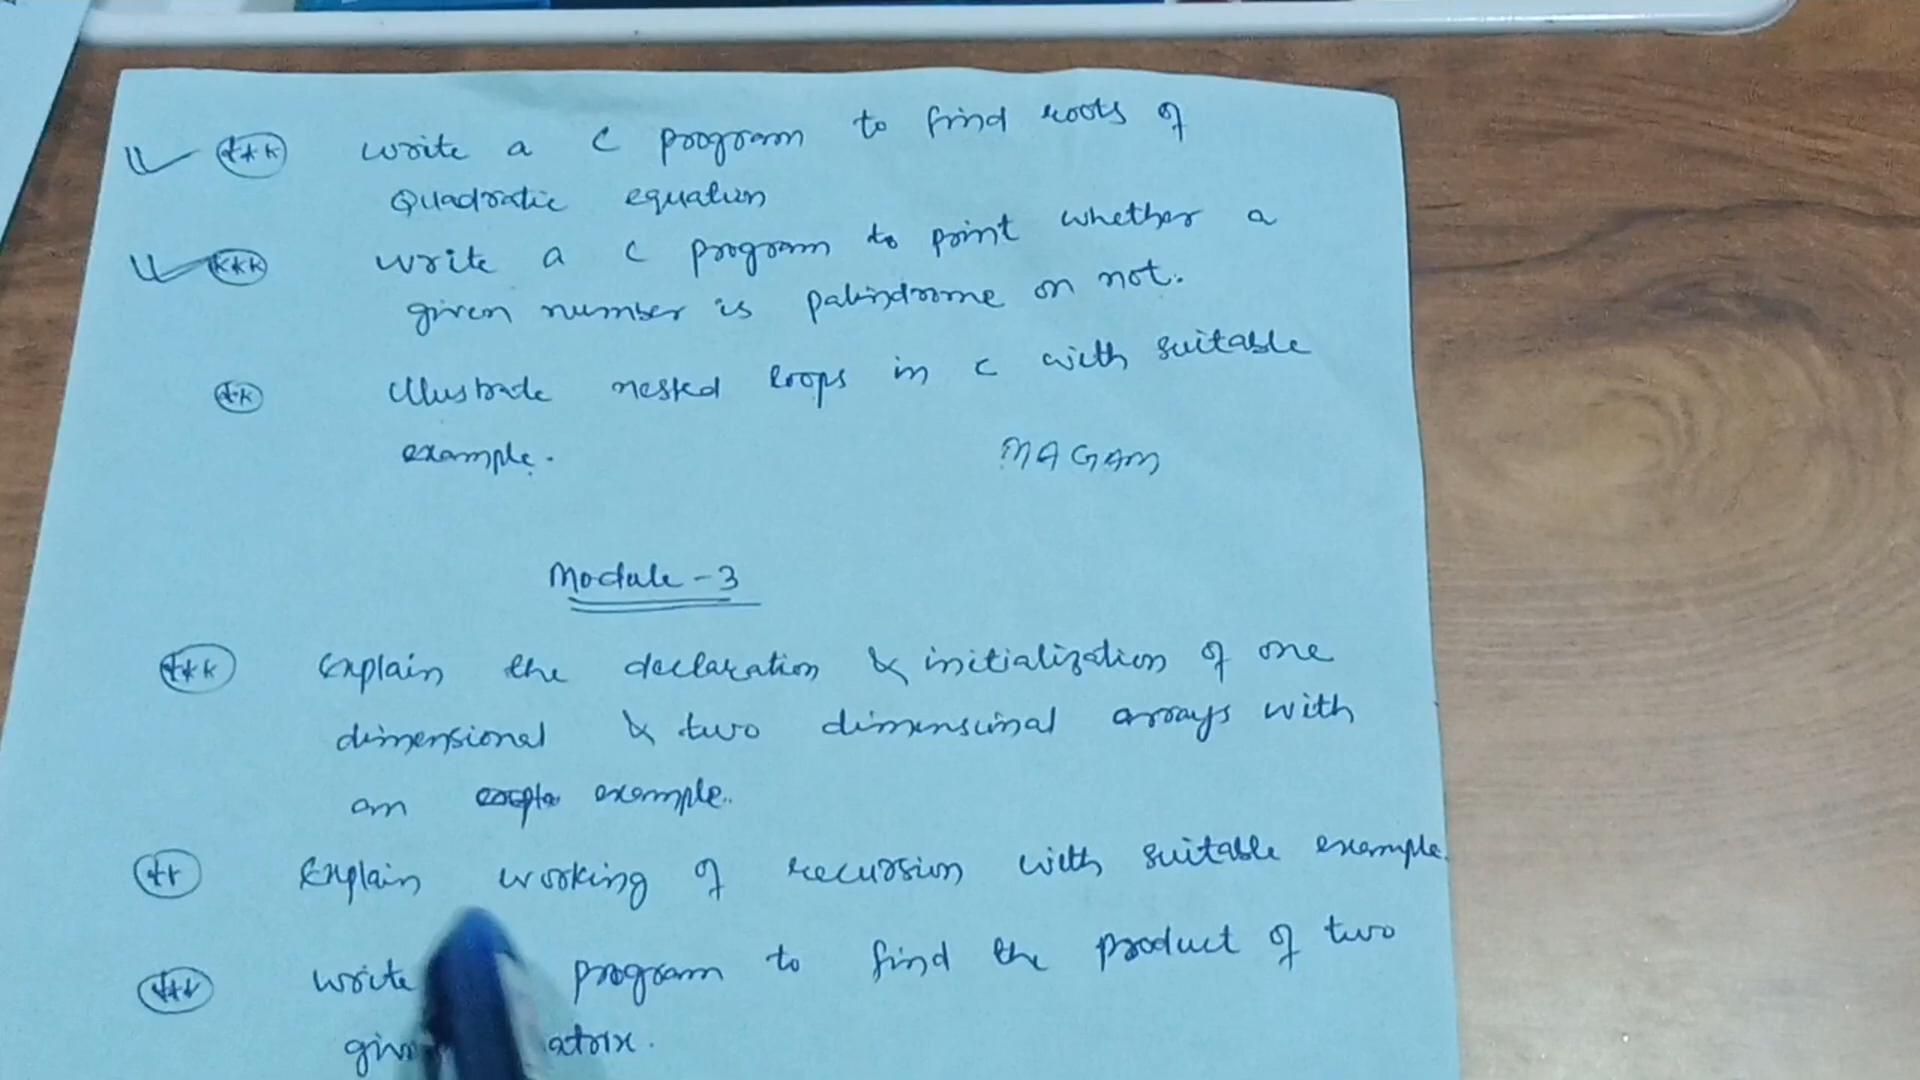 *** Write a C program to find roots of
Quadratic equation
*** Write a C program to print whether a
given number is palindrome or not.
** Illustrate nested loops in C with suitable
example.
MAGAM
Module-3
*** Explain the declaration & initialization of one
dimensional & two dimensional arrays with
an example.
** Explain working of recursion with suitable example.
*** Write program to find the product of two